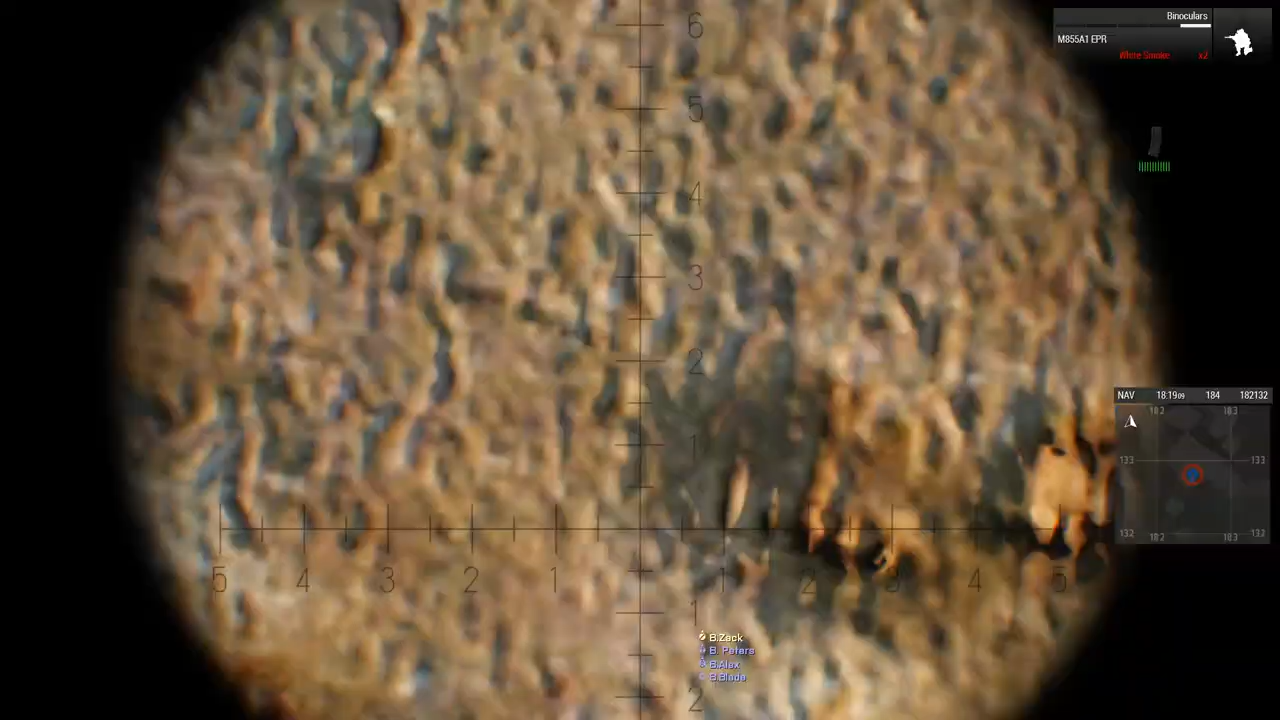 Binoculars
M855A1 EPR
White Smoke x2
6
5
4
3
2
1
5 4 3 2 1 1 2 3 4 5
1
2
NAV 18:19:09 184 182132
182 183
133 133
132 132
182 183
B.Zack
B. Peters
B.Alex
B.Blade